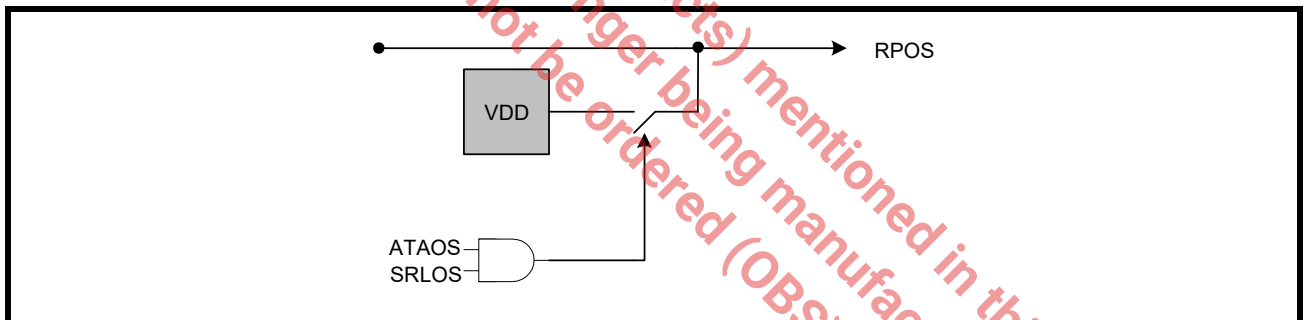 RPOS
VDD
ATAOS
SRLOS
cts) mentioned in th
nger being manufac
not be ordered (OBS